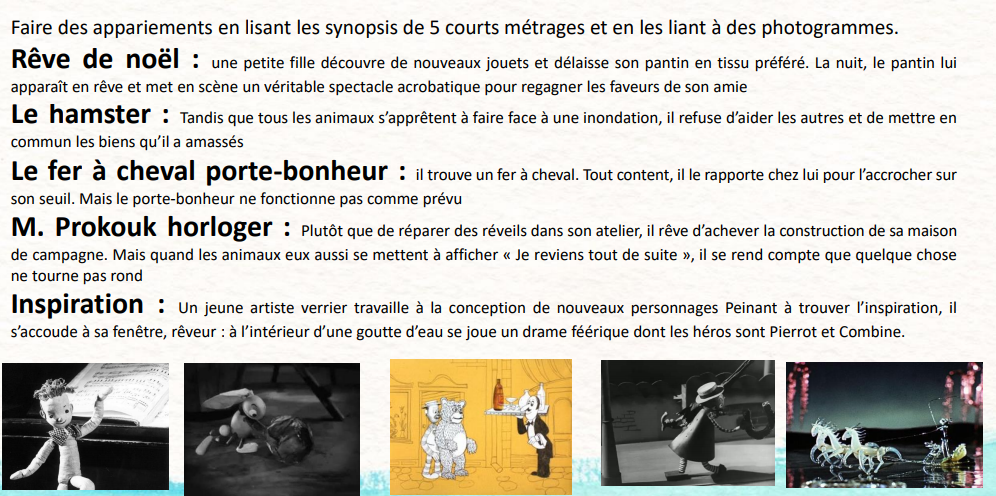 Faire des appariements en lisant les synopsis de 5 courts métrages et en les liant à des photogrammes.
Rêve de noël : une petite fille découvre de nouveaux jouets et délaisse son pantin en tissu préféré. La nuit, le pantin lui
apparaît en rêve et met en scène un véritable spectacle acrobatique pour regagner les faveurs de son amie
Le hamster : Tandis que tous les animaux s’apprêtent à faire face à une inondation, il refuse d’aider les autres et de mettre en
commun les biens qu’il a amassés
Le fer à cheval porte-bonheur : il trouve un fer à cheval. Tout content, il le rapporte chez lui pour l’accrocher sur
son seuil. Mais le porte-bonheur ne fonctionne pas comme prévu
M. Prokouk horloger : Plutôt que de réparer des réveils dans son atelier, il rêve d’achever la construction de sa maison
de campagne. Mais quand les animaux eux aussi se mettent à afficher « Je reviens tout de suite », il se rend compte que quelque chose
ne tourne pas rond
Inspiration : Un jeune artiste verrier travaille à la conception de nouveaux personnages Peinant à trouver l’inspiration, il
s’accoude à sa fenêtre, rêveur : à l’intérieur d’une goutte d’eau se joue un drame féérique dont les héros sont Pierrot et Combine.